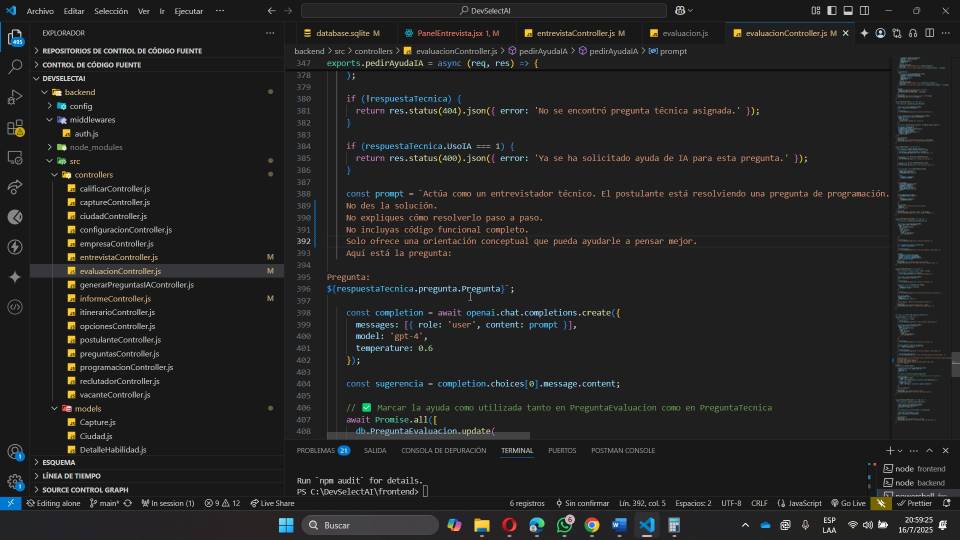 Archivo Editar Selección Ver Ir Ejecutar ···
DevSelectAI
EXPLORADOR
REPOSITORIOS DE CONTROL DE CÓDIGO FUENTE
LA CONTROL DE CÓDIGO FUENTE
DEVSELECTAI
backend
config
middlewares
auth.js
node_modules
src
controllers
calificarController.js
captureController.js
ciudadController.js
configuracionController.js
empresaController.js
entrevistaController.js M
evaluacionController.js M
generarPreguntasIAController.js
informeController.js M
itinerarioController.js
opcionesController.js
postulanteController.js
preguntasController.js
programacionController.js
reclutadorController.js
vacanteController.js
models
Capture.js
Ciudad.js
DetalleHabilidad.js
ESQUEMA
LÍNEA DE TIEMPO
SOURCE CONTROL GRAPH
database.sqlite M
PanelEntrevista.jsx 1, M
entrevistaController.js M
evaluacion.js M
evaluacionController.js M
backend > src > controllers > evaluacionController.js > pedirAyudaIA > pedirAyudaIA > prompt
347 exports.pedirAyudaIA = async (req, res) => {
378 );
379
380 if (!respuestaTecnica) {
381 return res.status(404).json({ error: 'No se encontró pregunta técnica asignada.' });
382 }
383
384 if (respuestaTecnica.UsoIA === 1) {
385 return res.status(400).json({ error: 'Ya se ha solicitado ayuda de IA para esta pregunta.' });
386 }
387
388 const prompt = `Actúa como un entrevistador técnico. El postulante está resolviendo una pregunta de programación.
389 No des la solución.
390 No expliques cómo resolverlo paso a paso.
391 No incluyas código funcional completo.
392 Solo ofrece una orientación conceptual que pueda ayudarle a pensar mejor.
393 Aquí está la pregunta:
394
395 Pregunta:
396 ${respuestaTecnica.pregunta.Pregunta}`;
397
398 const completion = await openai.chat.completions.create({
399 messages: [{ role: 'user', content: prompt }],
400 model: 'gpt-4',
401 temperature: 0.6
402 });
403
404 const sugerencia = completion.choices[0].message.content;
405
406 // ✅ Marcar la ayuda como utilizada tanto en PreguntaEvaluacion como en PreguntaTecnica
407 await Promise.all([
408 db.PreguntaEvaluacion.update(
PROBLEMAS 21 SALIDA CONSOLA DE DEPURACIÓN TERMINAL PUERTOS POSTMAN CONSOLE
Run `npm audit` for details.
PS C:\DevSelectAI\frontend>
node frontend
node backend
Editing alone main* IV (In session (1) 9 12 Live Share
6 registros Sin confirmar Lín. 392, col. 5 Espacios: 2 UTF-8 CRLF {} JavaScript Go Live Prettier
Buscar
ESP
LAA
20:59:25
16/7/2025